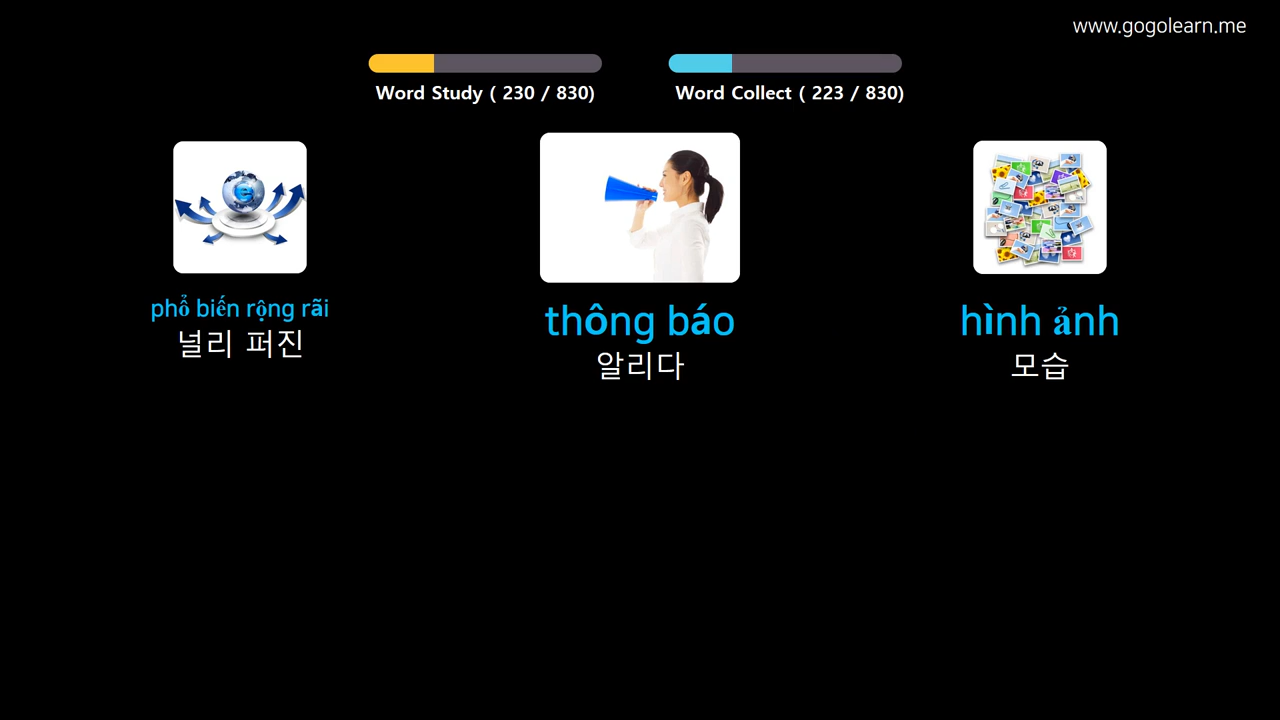 www.gogolearn.me
Word Study ( 230 / 830)
Word Collect ( 223 / 830)
phổ biến rộng rãi
널리 퍼진
thông báo
알리다
hình ảnh
모습